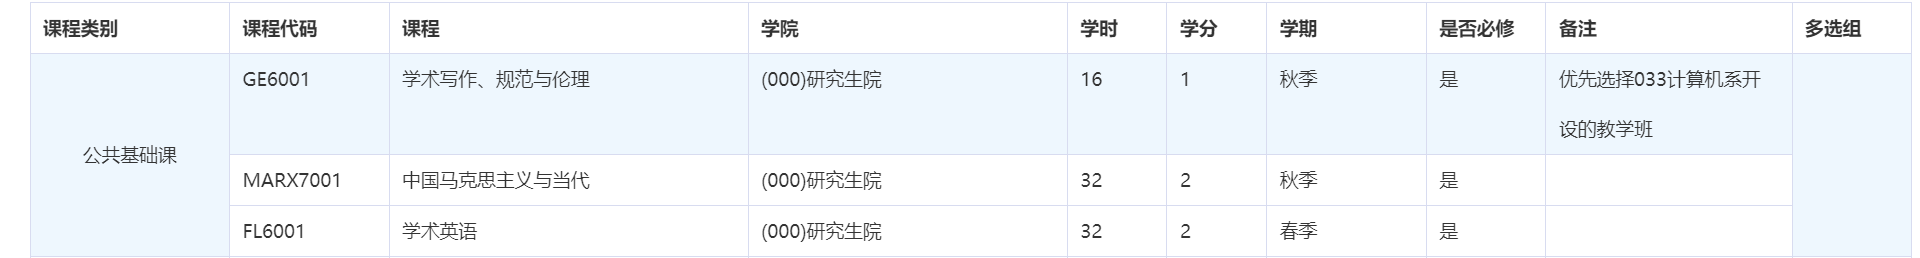 课程类别 课程代码 课程 学院 学时 学分 学期 是否必修 备注 多选组
公共基础课
GE6001 学术写作、规范与伦理 (000)研究生院 16 1 秋季 是 优先选择033计算机系开
设的教学班
MARX7001 中国马克思主义与当代 (000)研究生院 32 2 秋季 是
FL6001 学术英语 (000)研究生院 32 2 春季 是